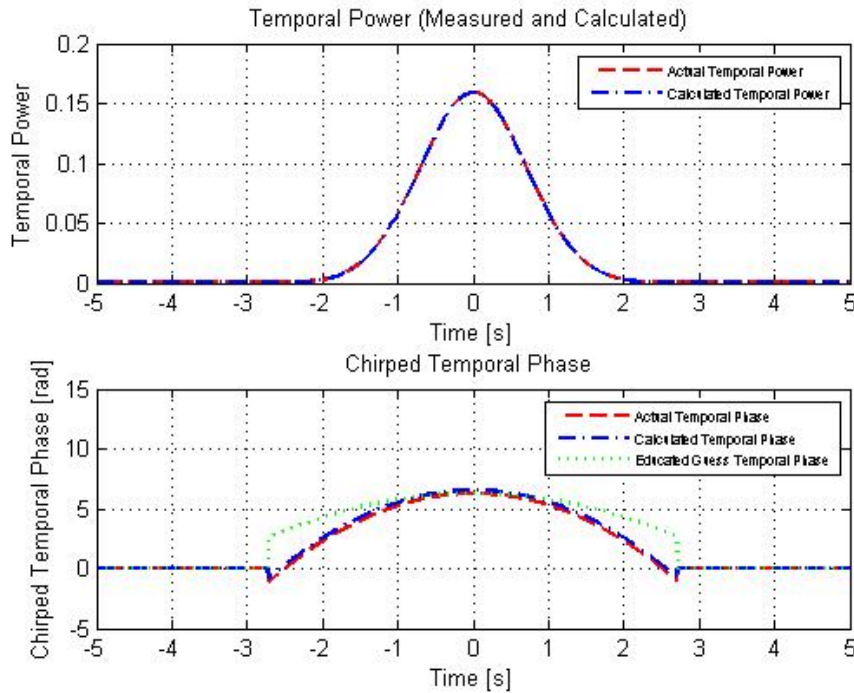 Temporal Power (Measured and Calculated)
Temporal Power
0.2
0.15
0.1
0.05
0
Actual Temporal Power
Calculated Temporal Power
-5 -4 -3 -2 -1 0 1 2 3 4 5
Time [s]
Chirped Temporal Phase
Chirped Temporal Phase [rad]
15
10
5
0
-5
Actual Temporal Phase
Calculated Temporal Phase
Educated Guess Temporal Phase
-5 -4 -3 -2 -1 0 1 2 3 4 5
Time [s]